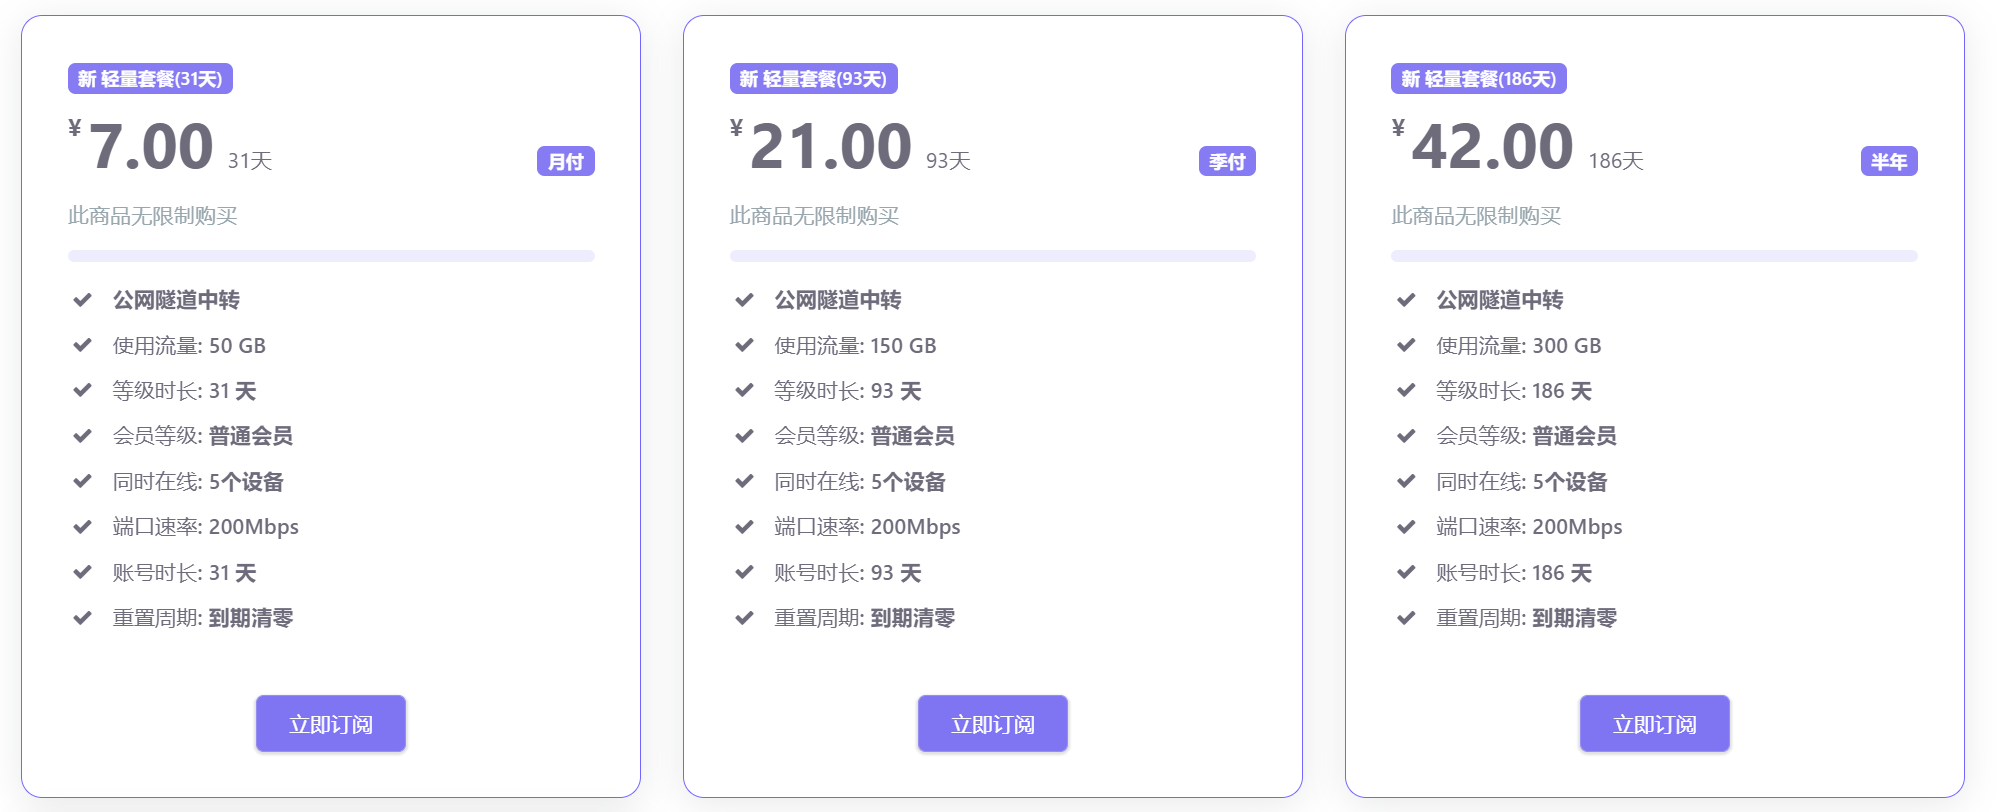 新 轻量套餐(31天)
¥ 7.00 31天
月付
此商品无限制购买
公网隧道中转
使用流量: 50 GB
等级时长: 31 天
会员等级: 普通会员
同时在线: 5个设备
端口速率: 200Mbps
账号时长: 31 天
重置周期: 到期清零
立即订阅
新 轻量套餐(93天)
¥ 21.00 93天
季付
此商品无限制购买
公网隧道中转
使用流量: 150 GB
等级时长: 93 天
会员等级: 普通会员
同时在线: 5个设备
端口速率: 200Mbps
账号时长: 93 天
重置周期: 到期清零
立即订阅
新 轻量套餐(186天)
¥ 42.00 186天
半年
此商品无限制购买
公网隧道中转
使用流量: 300 GB
等级时长: 186 天
会员等级: 普通会员
同时在线: 5个设备
端口速率: 200Mbps
账号时长: 186 天
重置周期: 到期清零
立即订阅